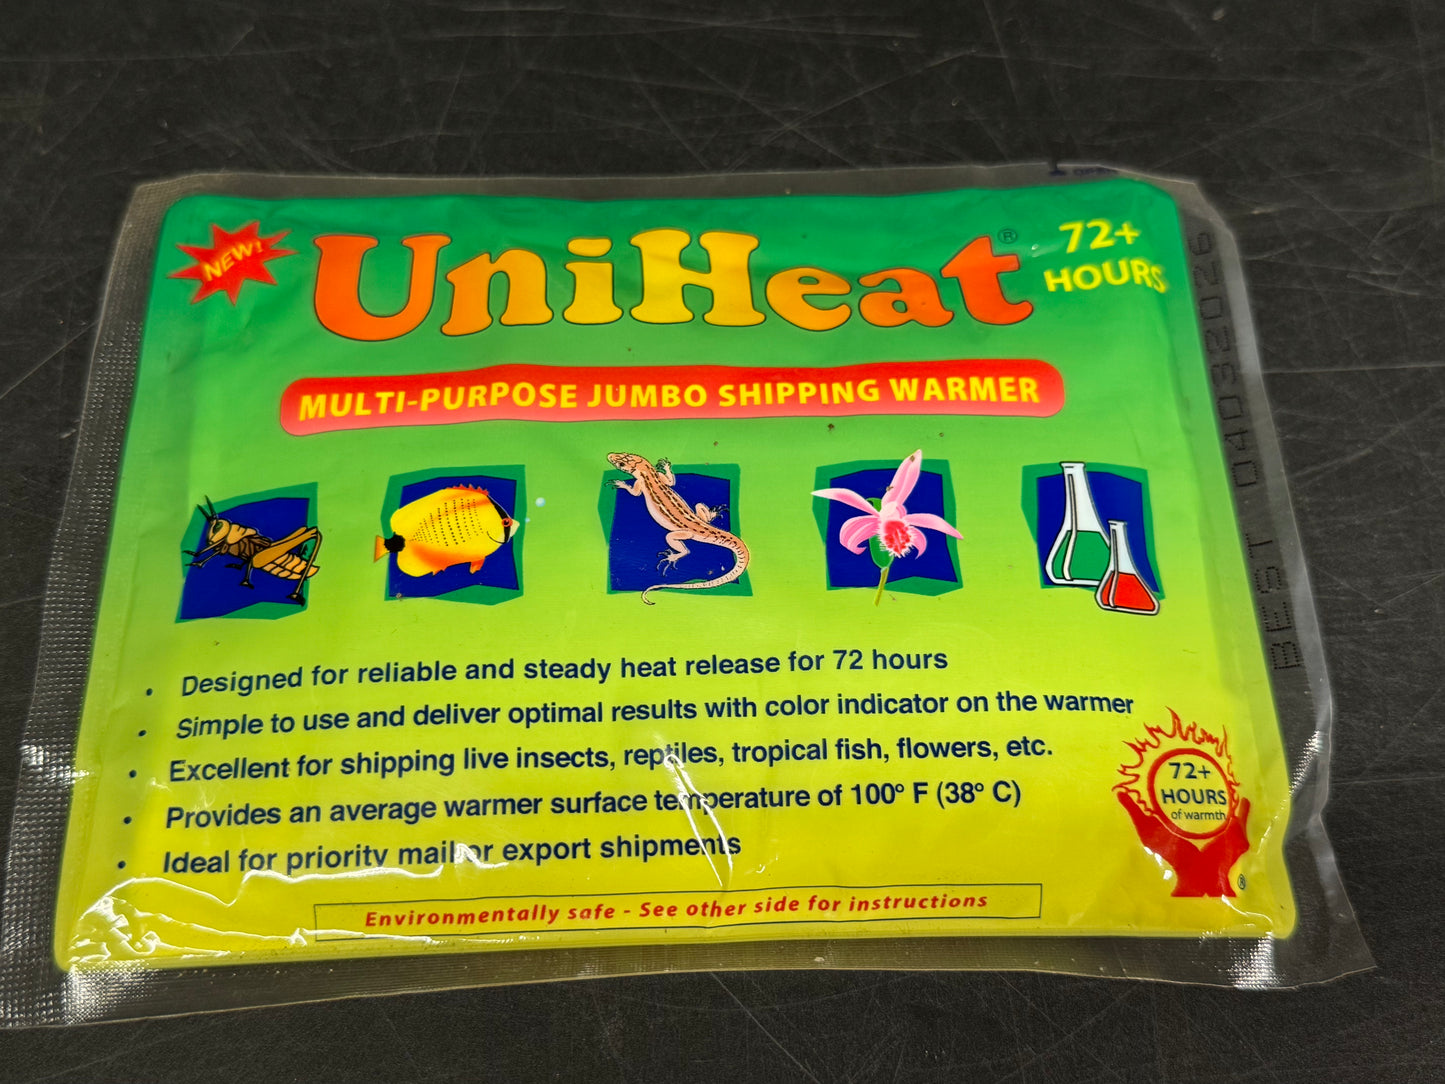 NEW!
UniHeat®
72+
HOURS
MULTI-PURPOSE JUMBO SHIPPING WARMER
• Designed for reliable and steady heat release for 72 hours
• Simple to use and deliver optimal results with color indicator on the warmer
• Excellent for shipping live insects, reptiles, tropical fish, flowers, etc.
• Provides an average warmer surface temperature of 100° F (38° C)
• Ideal for priority mail or export shipments
72+
HOURS
of warmth
®
Environmentally safe - See other side for instructions
BEST 04032026